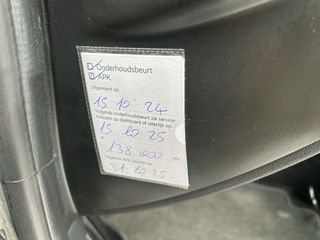 Onderhoudsbeurt
APK
Uitgevoerd op:
15 10 24
Volgende onderhoudsbeurt zie service-
indicator op dashboard of uiterlijk op:
15 10 25
of
138 000 km
Volgende APK uiterlijk op:
31 10 25